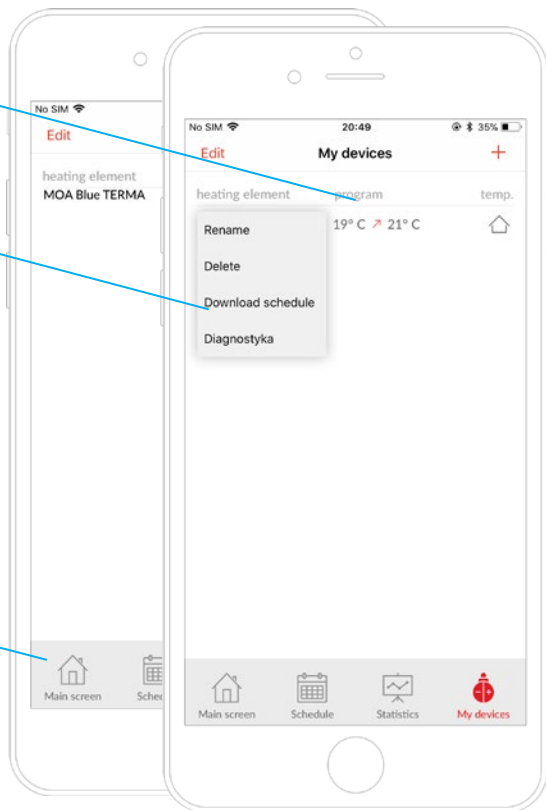 No SIM
Edit
heating element
MOA Blue TERMA
Main screen
No SIM 20:49 35%
Edit My devices +
heating element program temp.
19° C ↗ 21° C
Rename
Delete
Download schedule
Diagnostyka
Main screen Schedule Statistics My devices